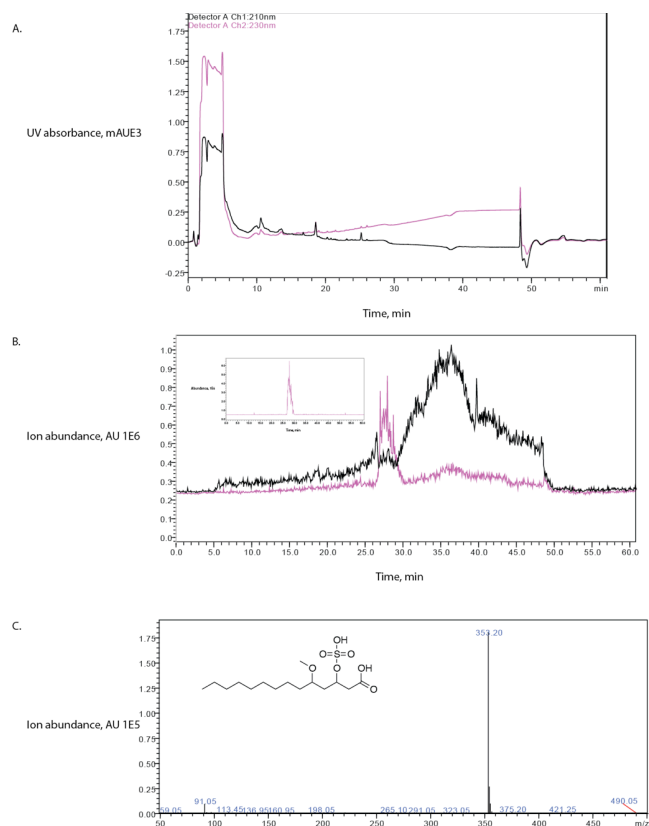 A.
Detector A Ch1:210nm
Detector A Ch2:230nm
1.75
1.50
1.25
1.00
0.75
0.50
0.25
0.00
-0.25
UV absorbance, mAUE3
0 10 20 30 40 50 min
Time, min
B.
1.0
0.9
0.8
0.7
0.6
0.5
0.4
0.3
0.2
0.1
0.0
Ion abundance, AU 1E6
Time, min
0.0 5.0 10.0 15.0 20.0 25.0 30.0 35.0 40.0 45.0 50.0 55.0 60.0
Time, min
C.
1.75
1.50
1.25
1.00
0.75
0.50
0.25
0.00
Ion abundance, AU 1E5
OH
O=S=O
O O OH
O
353.20
59.05 91.05 113.45 136.95 160.95 198.05 265.10 291.05 323.05 375.20 421.25 490.05
50 100 150 200 250 300 350 400 450 m/z